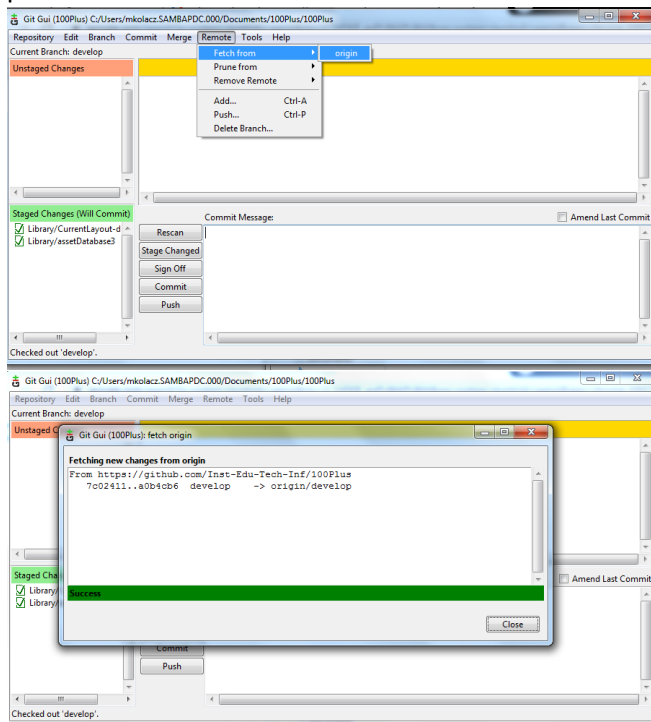 Git Gui (100Plus) C:/Users/mkolacz.SAMBAPDC.000/Documents/100Plus/100Plus
Repository Edit Branch Commit Merge Remote Tools Help
Current Branch: develop
Fetch from
origin
Unstaged Changes
Prune from
Remove Remote
Add... Ctrl-A
Push... Ctrl-P
Delete Branch...
Staged Changes (Will Commit)
Commit Message:
Amend Last Commit
Library/CurrentLayout-d
Library/assetDatabase3
Rescan
Stage Changed
Sign Off
Commit
Push
Checked out 'develop'.
Git Gui (100Plus) C:/Users/mkolacz.SAMBAPDC.000/Documents/100Plus/100Plus
Repository Edit Branch Commit Merge Remote Tools Help
Current Branch: develop
Unstaged C
Git Gui (100Plus): fetch origin
Fetching new changes from origin
From https://github.com/Inst-Edu-Tech-Inf/100Plus
7c02411..a0b4cb6 develop -> origin/develop
Staged Cha
Amend Last Commit
Library/
Library/
Success
Close
Commit
Push
Checked out 'develop'.